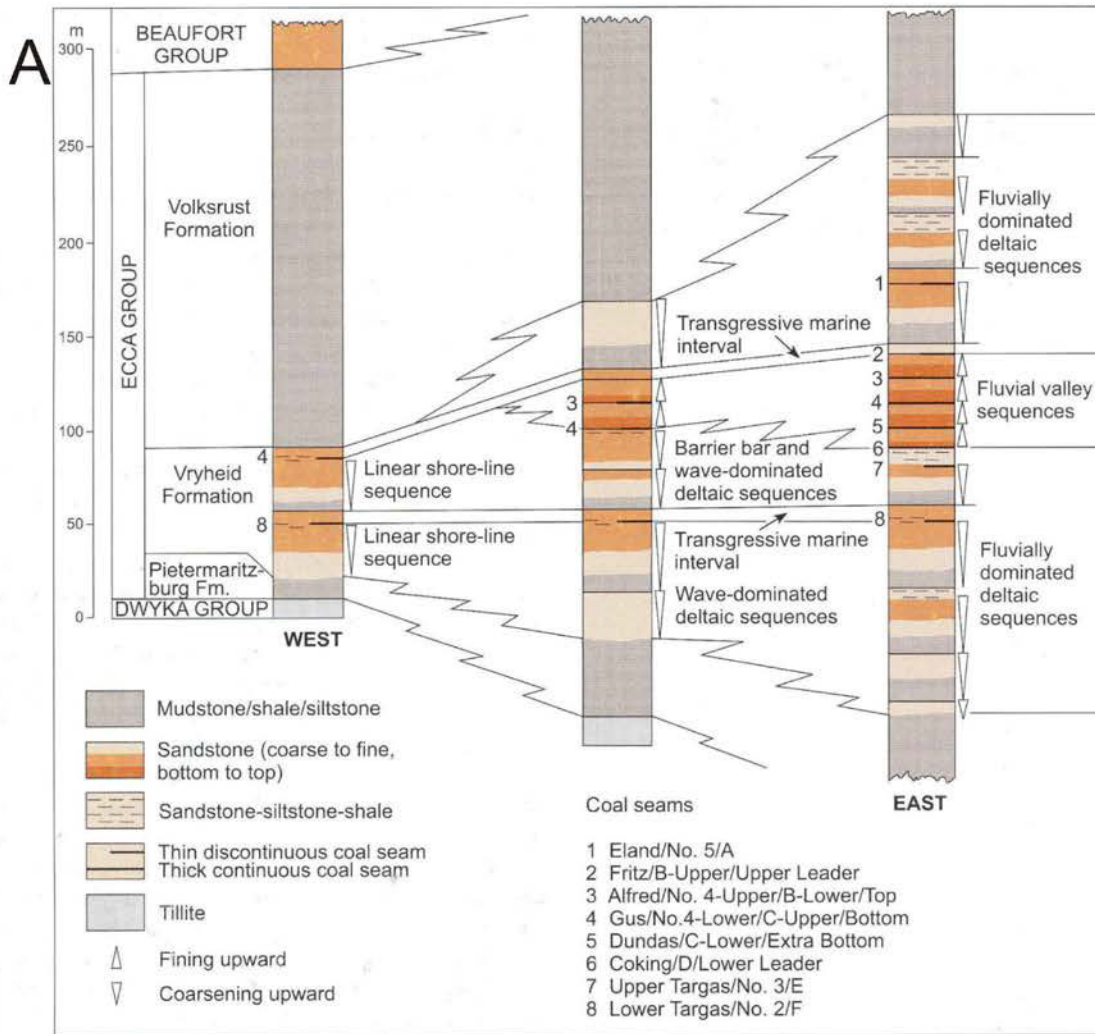 A
m
300
250
200
150
100
50
0
BEAUFORT
GROUP
ECCA GROUP
Volksrust
Formation
Vryheid
Formation
Pietermaritz-
burg Fm.
DWYKA GROUP
4
8
WEST
Linear shore-line
sequence
Linear shore-line
sequence
3
4
Transgressive marine
interval
Barrier bar and
wave-dominated
deltaic sequences
Transgressive marine
interval
Wave-dominated
deltaic sequences
1
2
3
4
5
6
7
8
EAST
Fluvially
dominated
deltaic
sequences
Fluvial valley
sequences
Fluvially
dominated
deltaic
sequences
Mudstone/shale/siltstone
Sandstone (coarse to fine,
bottom to top)
Sandstone-siltstone-shale
Thin discontinuous coal seam
Thick continuous coal seam
Tillite
Fining upward
Coarsening upward
Coal seams
1 Eland/No. 5/A
2 Fritz/B-Upper/Upper Leader
3 Alfred/No. 4-Upper/B-Lower/Top
4 Gus/No.4-Lower/C-Upper/Bottom
5 Dundas/C-Lower/Extra Bottom
6 Coking/D/Lower Leader
7 Upper Targas/No. 3/E
8 Lower Targas/No. 2/F